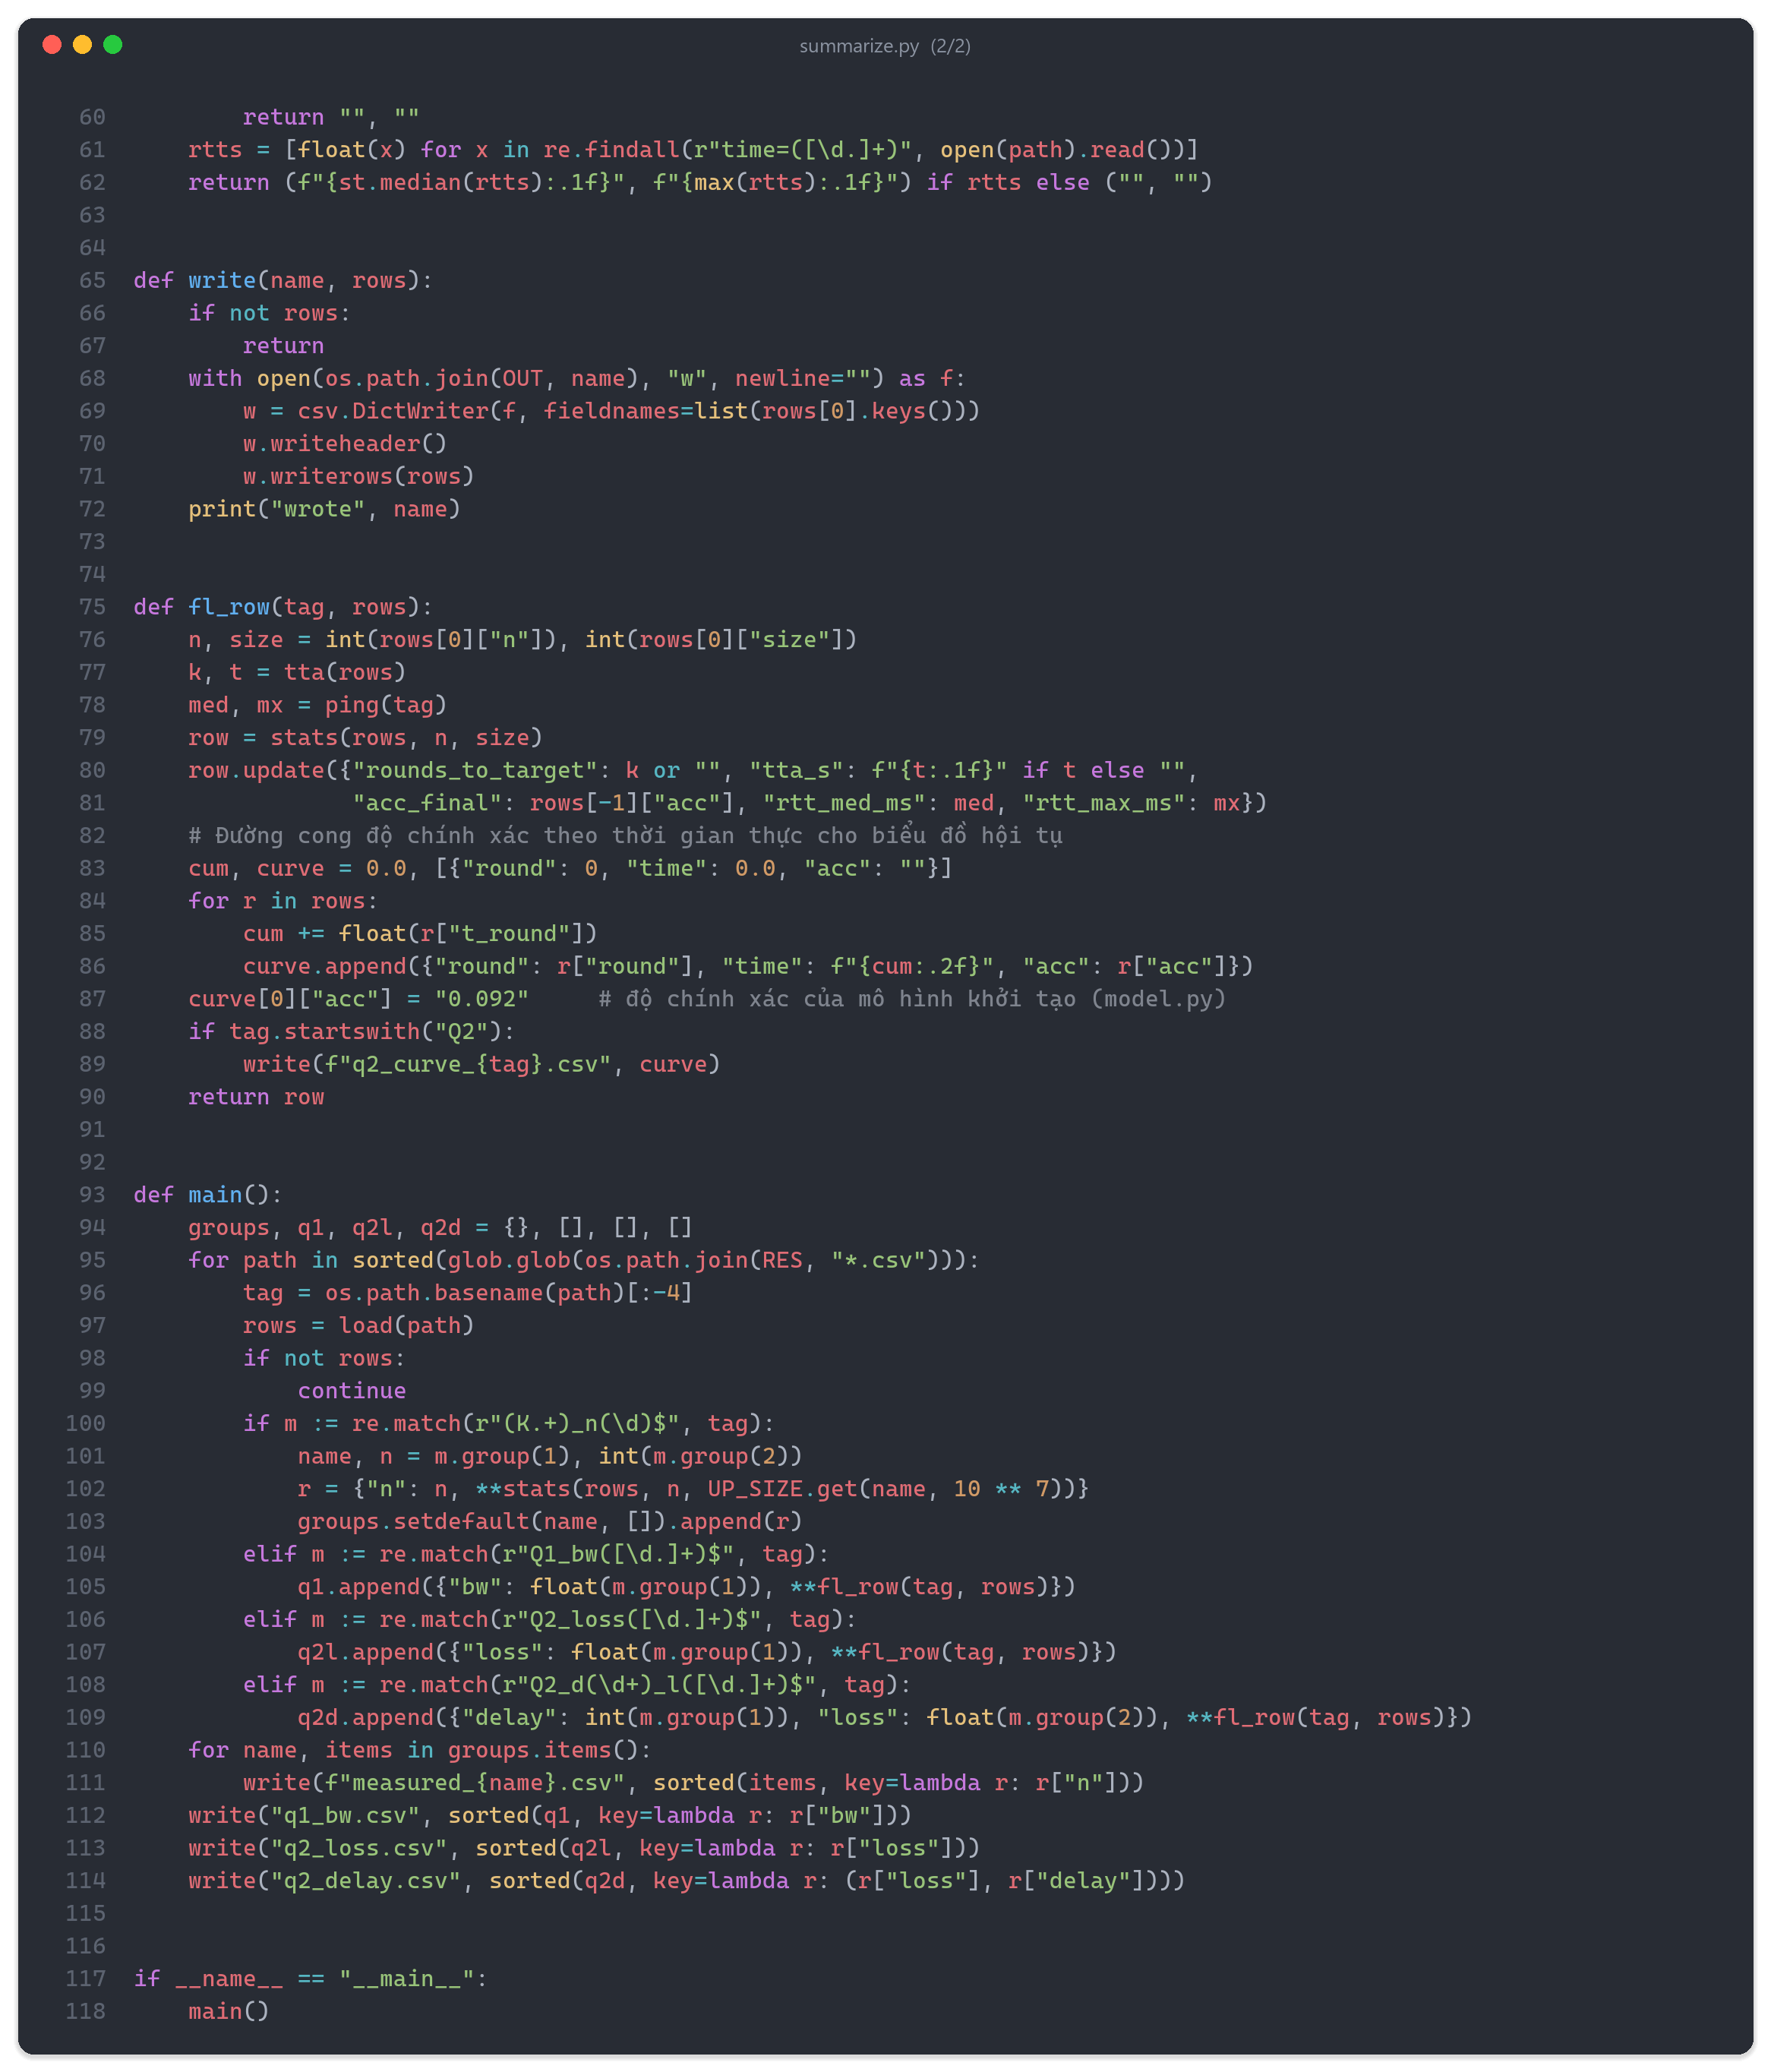 summarize.py (2/2)
60         return "", ""
61     rtts = [float(x) for x in re.findall(r"time=([\d.]+)", open(path).read())]
62     return (f"{st.median(rtts):.1f}", f"{max(rtts):.1f}") if rtts else ("", "")
63
64
65 def write(name, rows):
66     if not rows:
67         return
68     with open(os.path.join(OUT, name), "w", newline="") as f:
69         w = csv.DictWriter(f, fieldnames=list(rows[0].keys()))
70         w.writeheader()
71         w.writerows(rows)
72     print("wrote", name)
73
74
75 def fl_row(tag, rows):
76     n, size = int(rows[0]["n"]), int(rows[0]["size"])
77     k, t = tta(rows)
78     med, mx = ping(tag)
79     row = stats(rows, n, size)
80     row.update({"rounds_to_target": k or "", "tta_s": f"{t:.1f}" if t else "",
81                 "acc_final": rows[-1]["acc"], "rtt_med_ms": med, "rtt_max_ms": mx})
82     # Đường cong độ chính xác theo thời gian thực cho biểu đồ hội tụ
83     cum, curve = 0.0, [{"round": 0, "time": 0.0, "acc": ""}]
84     for r in rows:
85         cum += float(r["t_round"])
86         curve.append({"round": r["round"], "time": f"{cum:.2f}", "acc": r["acc"]})
87     curve[0]["acc"] = "0.092"     # độ chính xác của mô hình khởi tạo (model.py)
88     if tag.startswith("Q2"):
89         write(f"q2_curve_{tag}.csv", curve)
90     return row
91
92
93 def main():
94     groups, q1, q2l, q2d = {}, [], [], []
95     for path in sorted(glob.glob(os.path.join(RES, "*.csv"))):
96         tag = os.path.basename(path)[:-4]
97         rows = load(path)
98         if not rows:
99             continue
100         if m := re.match(r"(K.+)_n(\d)$", tag):
101             name, n = m.group(1), int(m.group(2))
102             r = {"n": n, **stats(rows, n, UP_SIZE.get(name, 10 ** 7))}
103             groups.setdefault(name, []).append(r)
104         elif m := re.match(r"Q1_bw([\d.]+)$", tag):
105             q1.append({"bw": float(m.group(1)), **fl_row(tag, rows)})
106         elif m := re.match(r"Q2_loss([\d.]+)$", tag):
107             q2l.append({"loss": float(m.group(1)), **fl_row(tag, rows)})
108         elif m := re.match(r"Q2_d(\d+)_l([\d.]+)$", tag):
109             q2d.append({"delay": int(m.group(1)), "loss": float(m.group(2)), **fl_row(tag, rows)})
110     for name, items in groups.items():
111         write(f"measured_{name}.csv", sorted(items, key=lambda r: r["n"]))
112     write("q1_bw.csv", sorted(q1, key=lambda r: r["bw"]))
113     write("q2_loss.csv", sorted(q2l, key=lambda r: r["loss"]))
114     write("q2_delay.csv", sorted(q2d, key=lambda r: (r["loss"], r["delay"])))
115
116
117 if __name__ == "__main__":
118     main()